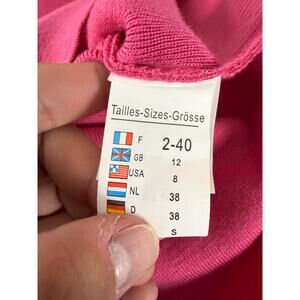 Tailles-Sizes-Grösse
F 2-40
GB 12
USA 8
NL 38
D 38
S